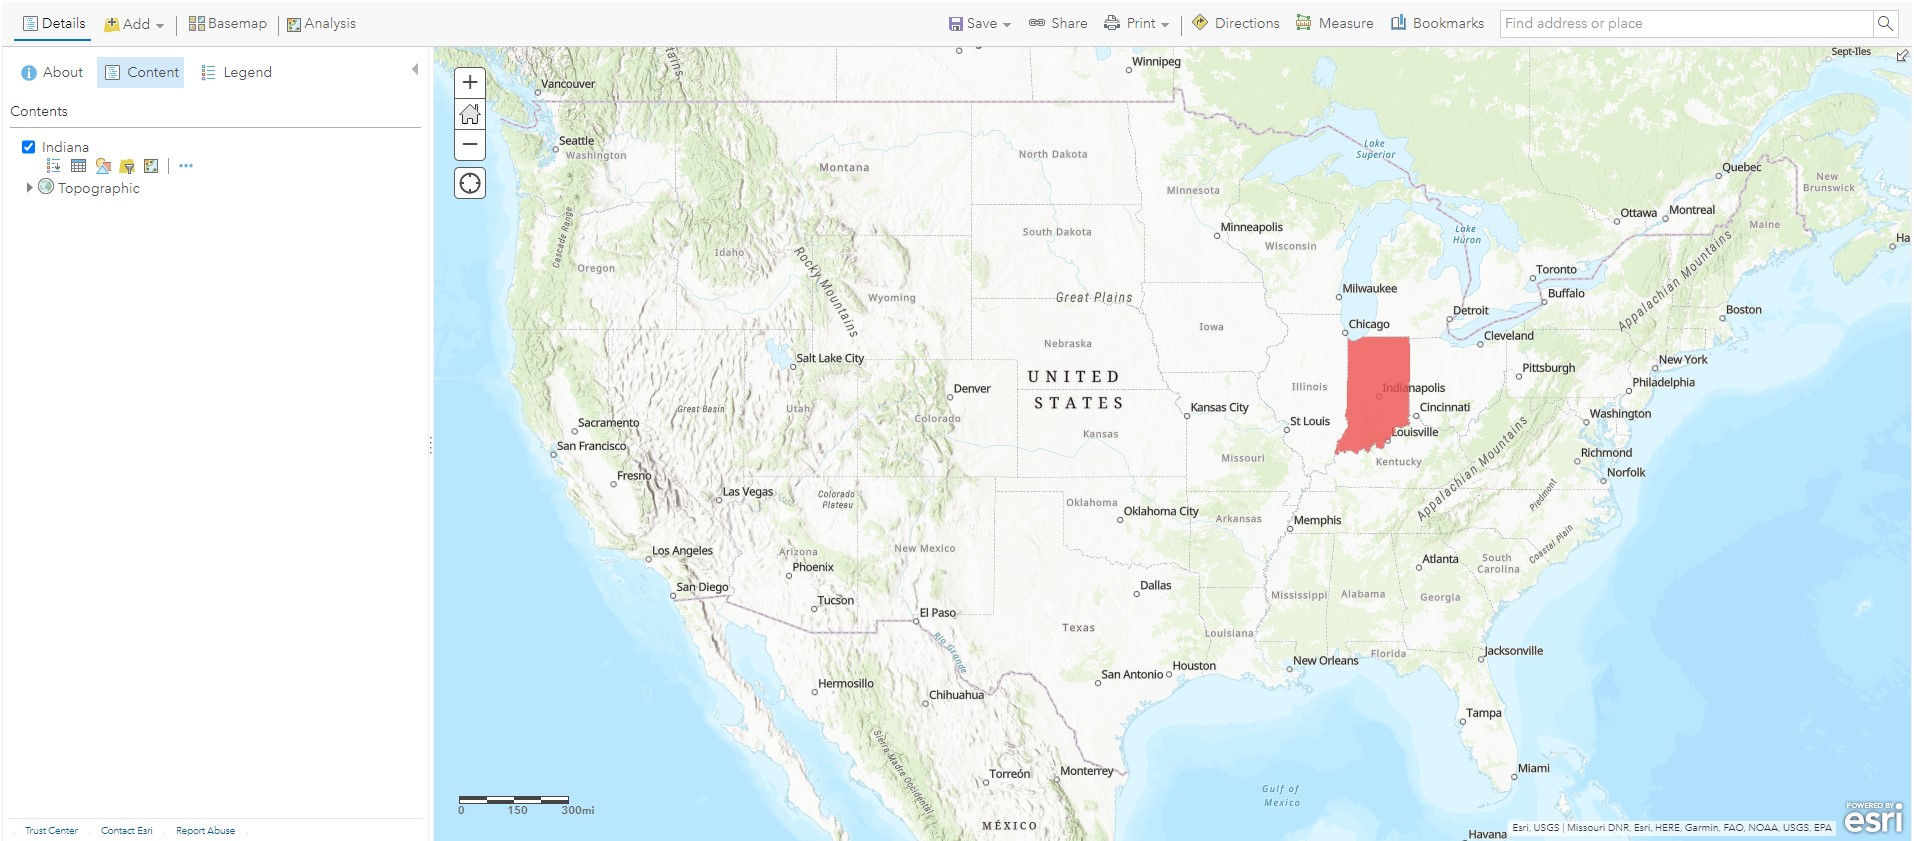 Details
Add
Basemap
Analysis
Save
Share
Print
Directions
Measure
Bookmarks
Find address or place
About
Content
Legend
Contents
Indiana
Topographic
Trust Center
Contact Esri
Report Abuse
Sept-Iles
Winnipeg
Vancouver
Seattle
Washington
Montana
North Dakota
Minnesota
Lake
Superior
Quebec
New
Brunswick
Ottawa
Montreal
Maine
Ha
Cascade Range
Oregon
Idaho
Rocky Mountains
Wyoming
South Dakota
Minneapolis
Wisconsin
Lake
Huron
Toronto
Buffalo
Appalachian Mountains
Boston
Great Plains
Milwaukee
Detroit
Chicago
Cleveland
Iowa
Nebraska
Salt Lake City
Denver
UNITED
STATES
Illinois
Indianapolis
Pittsburgh
New York
Philadelphia
Great Basin
Utah
Colorado
Kansas City
Cincinnati
Washington
Sacramento
San Francisco
Kansas
St Louis
Louisville
Missouri
Kentucky
Richmond
Norfolk
Appalachian Mountains
Piedmont
Coastal Plain
Fresno
Las Vegas
Colorado
Plateau
Oklahoma
Oklahoma City
Arkansas
Memphis
Los Angeles
Arizona
Phoenix
New Mexico
Atlanta
South
Carolina
San Diego
Tucson
El Paso
Dallas
Mississippi
Alabama
Georgia
Texas
Rio Grande
Louisiana
Florida
Jacksonville
New Orleans
Houston
San Antonio
Hermosillo
Chihuahua
Tampa
Sierra Madre Occidental
Torreón
Monterrey
Miami
Gulf of
Mexico
MÉXICO
Havana
0 150 300mi
Esri, USGS | Missouri DNR, Esri, HERE, Garmin, FAO, NOAA, USGS, EPA
POWERED BY
esri